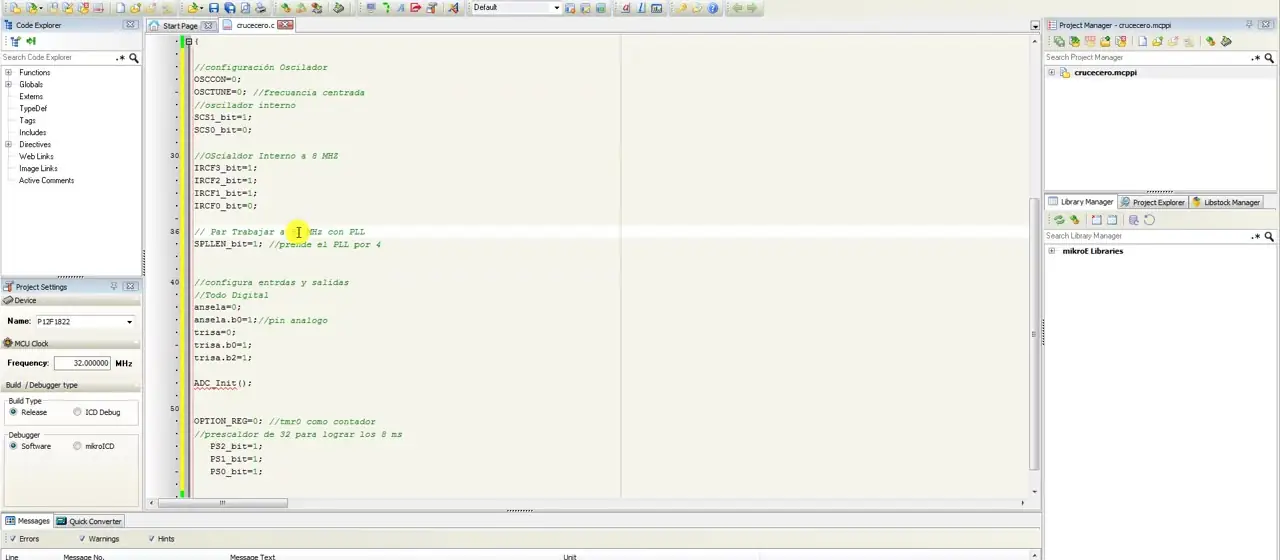 Default
Code Explorer
Start Page
crucecero.c
Project Manager - crucecero.mcppi
Search Code Explorer
Functions
Globals
Externs
TypeDef
Tags
Includes
Directives
Web Links
Image Links
Active Comments
Project Settings
Device
Name: P12F1822
MCU Clock
Frequency: 32.000000 MHz
Build / Debugger type
Build Type
Release
ICD Debug
Debugger
Software
mikroICD
{
//configuración Oscilador
OSCCON=0;
OSCTUNE=0; //frecuancia centrada
//oscilador interno
SCS1_bit=1;
SCS0_bit=0;
30 //OScialdor Interno a 8 MHZ
IRCF3_bit=1;
IRCF2_bit=1;
IRCF1_bit=1;
IRCF0_bit=0;
36 // Par Trabajar a MHz con PLL
SPLLEN_bit=1; //prende el PLL por 4
40 //configura entrdas y salidas
//Todo Digital
ansela=0;
ansela.b0=1;//pin analogo
trisa=0;
trisa.b0=1;
trisa.b2=1;
ADC_Init();
50
OPTION_REG=0; //tmr0 como contador
//prescaldor de 32 para lograr los 8 ms
PS2_bit=1;
PS1_bit=1;
PS0_bit=1;
Search Project Manager
crucecero.mcppi
Library Manager
Project Explorer
Libstock Manager
Search Library Manager
mikroE Libraries
Messages
Quick Converter
Errors
Warnings
Hints
Line
Message No.
Message Text
Unit